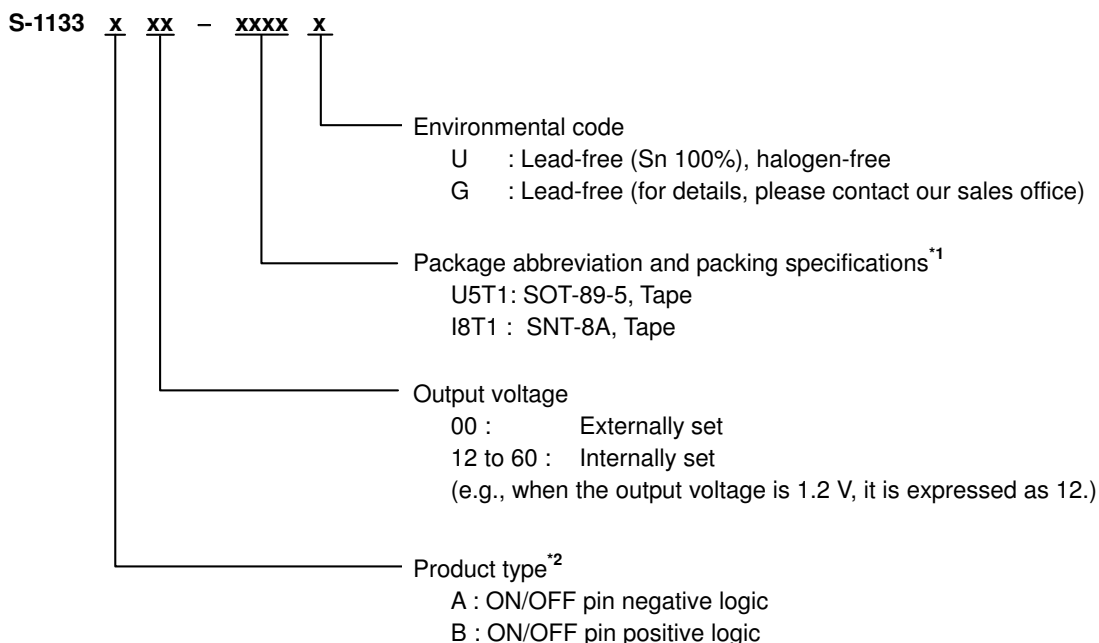 S-1133 x xx – xxxx x
Environmental code
U : Lead-free (Sn 100%), halogen-free
G : Lead-free (for details, please contact our sales office)
Package abbreviation and packing specifications*1
U5T1: SOT-89-5, Tape
I8T1 : SNT-8A, Tape
Output voltage
00 : Externally set
12 to 60 : Internally set
(e.g., when the output voltage is 1.2 V, it is expressed as 12.)
Product type*2
A : ON/OFF pin negative logic
B : ON/OFF pin positive logic